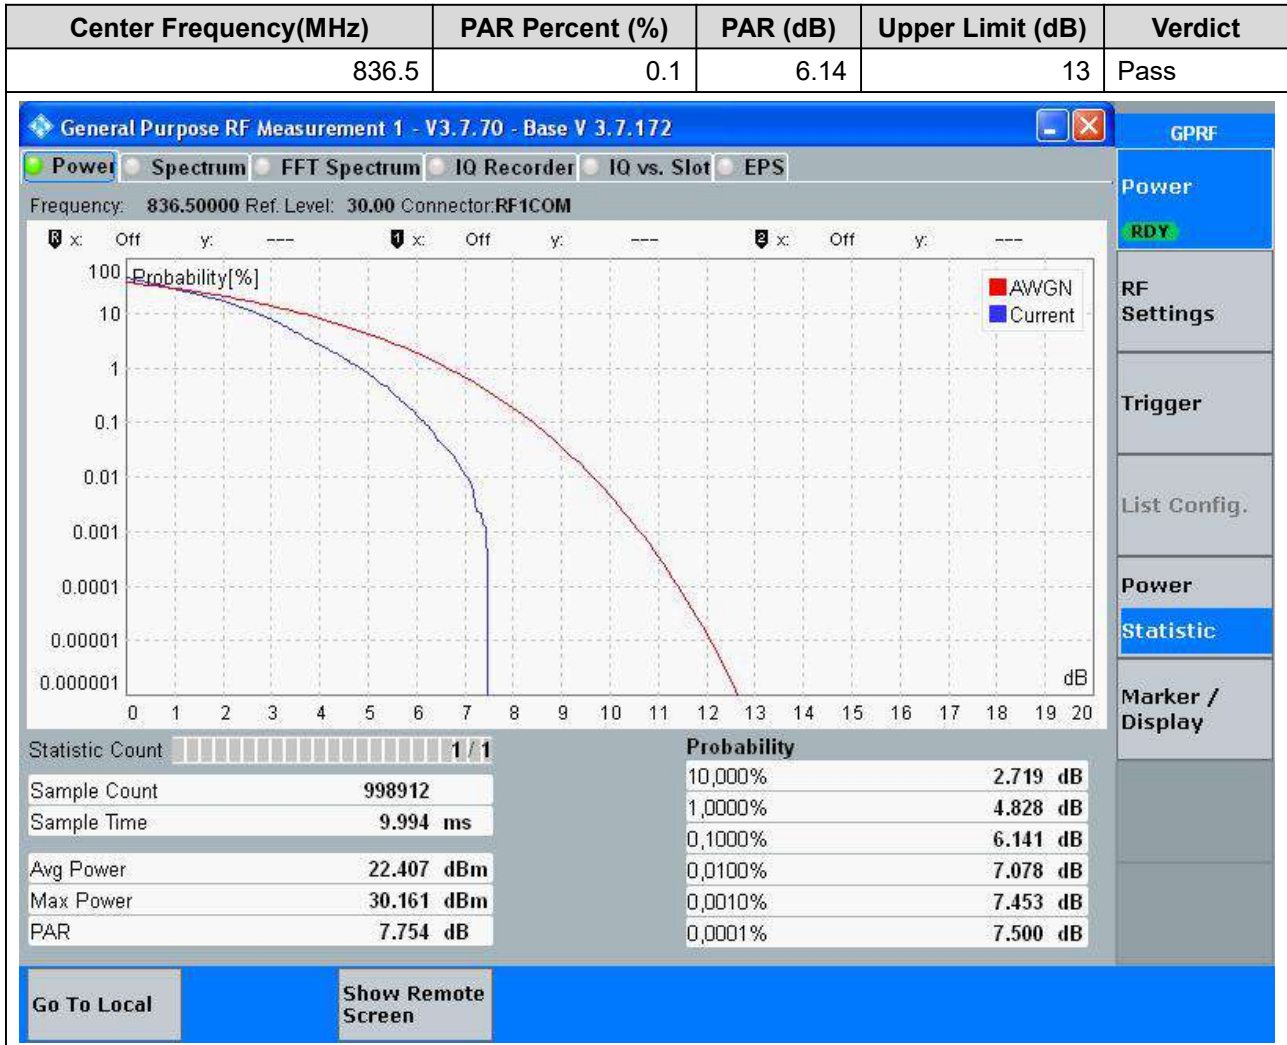 Center Frequency(MHz) PAR Percent (%) PAR (dB) Upper Limit (dB) Verdict
836.5 0.1 6.14 13 Pass
General Purpose RF Measurement 1 - V3.7.70 - Base V 3.7.172
GPRF
Power Spectrum FFT Spectrum IQ Recorder IQ vs. Slot EPS
Power
RDY
Frequency: 836.50000 Ref. Level: 30.00 Connector:RF1COM
R x: Off y: --- 1 x: Off y: --- 2 x: Off y: ---
Probability[%]
AWGN
Current
100
10
1
0.1
0.01
0.001
0.0001
0.00001
0.000001
dB
0 1 2 3 4 5 6 7 8 9 10 11 12 13 14 15 16 17 18 19 20
RF
Settings
Trigger
List Config.
Power
Statistic
Marker /
Display
Statistic Count 1 / 1
Sample Count 998912
Sample Time 9.994 ms
Avg Power 22.407 dBm
Max Power 30.161 dBm
PAR 7.754 dB
Probability
10,000% 2.719 dB
1,0000% 4.828 dB
0,1000% 6.141 dB
0,0100% 7.078 dB
0,0010% 7.453 dB
0,0001% 7.500 dB
Go To Local
Show Remote
Screen